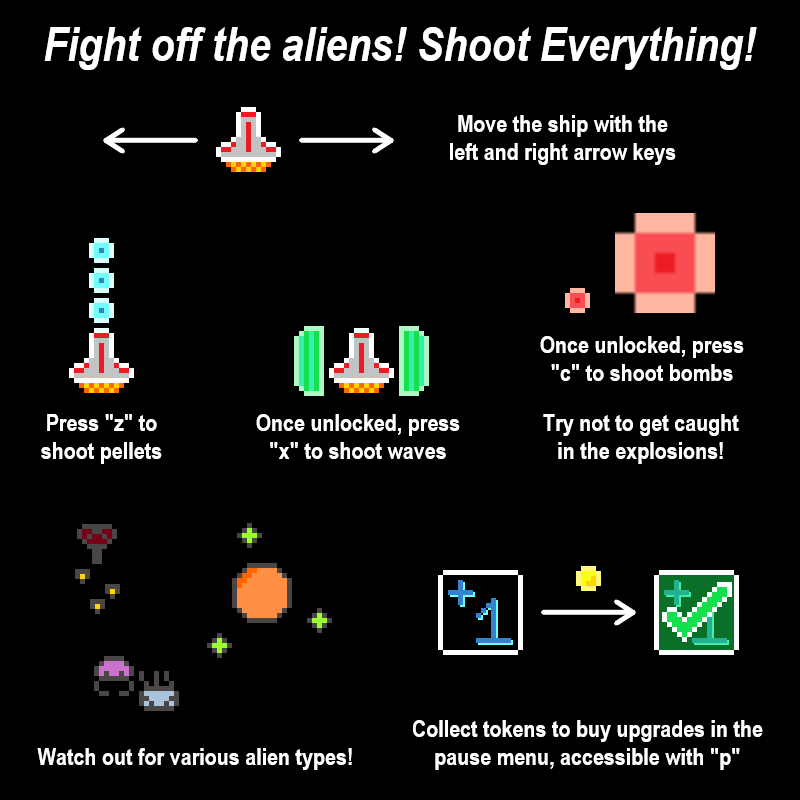 Fight off the aliens! Shoot Everything!
Move the ship with the
left and right arrow keys
Press "z" to
shoot pellets
Once unlocked, press
"x" to shoot waves
Once unlocked, press
"c" to shoot bombs
Try not to get caught
in the explosions!
+1
+1
Watch out for various alien types!
Collect tokens to buy upgrades in the
pause menu, accessible with "p"